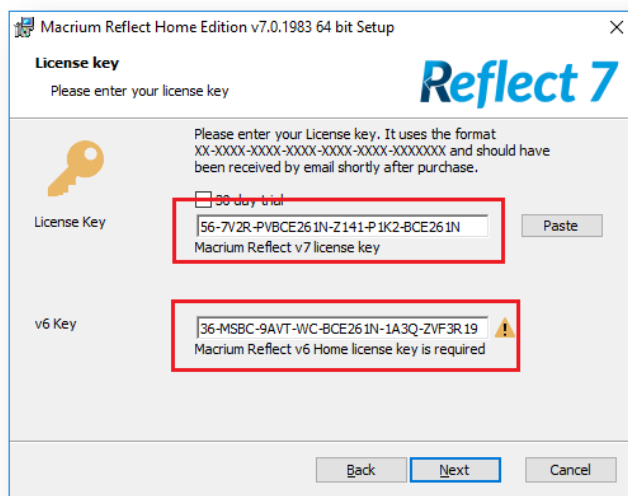 Macrium Reflect Home Edition v7.0.1983 64 bit Setup
License key
Please enter your license key
Reflect 7
Please enter your License key. It uses the format
XX-XXXX-XXXX-XXXX-XXXX-XXXX-XXXXXXX and should have
been received by email shortly after purchase.
30 day trial
License Key
56-7V2R-PVBCE261N-Z141-P1K2-BCE261N
Paste
Macrium Reflect v7 license key
v6 Key
36-MSBC-9AVT-WC-BCE261N-1A3Q-ZVF3R19
Macrium Reflect v6 Home license key is required
Back
Next
Cancel